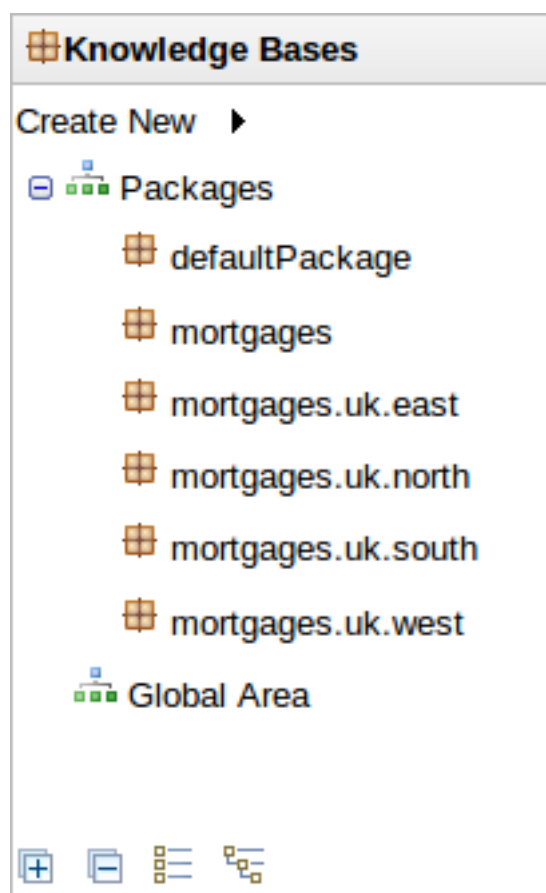 Knowledge Bases
Create New
Packages
defaultPackage
mortgages
mortgages.uk.east
mortgages.uk.north
mortgages.uk.south
mortgages.uk.west
Global Area